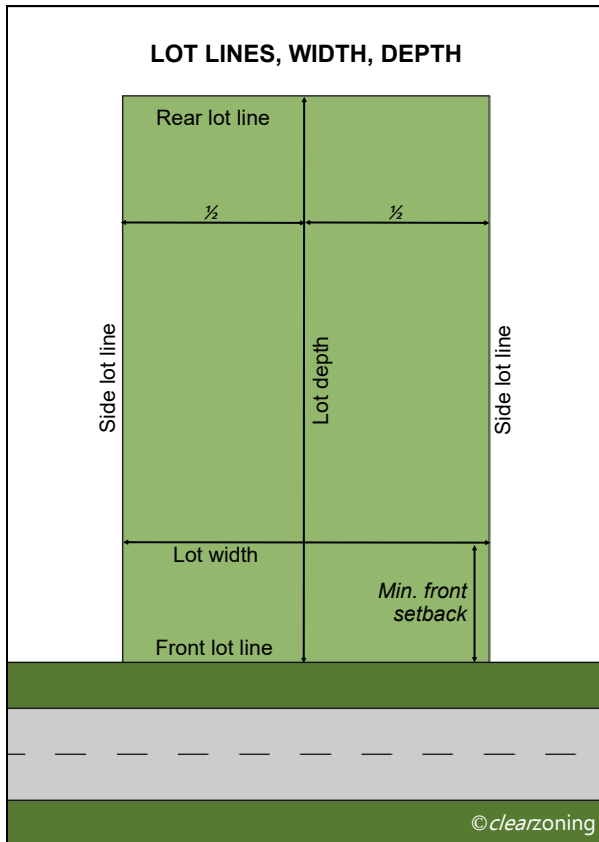 LOT LINES, WIDTH, DEPTH
Rear lot line
½ ½
Side lot line
Lot depth
Side lot line
Lot width
Min. front
setback
Front lot line
©clearzoning